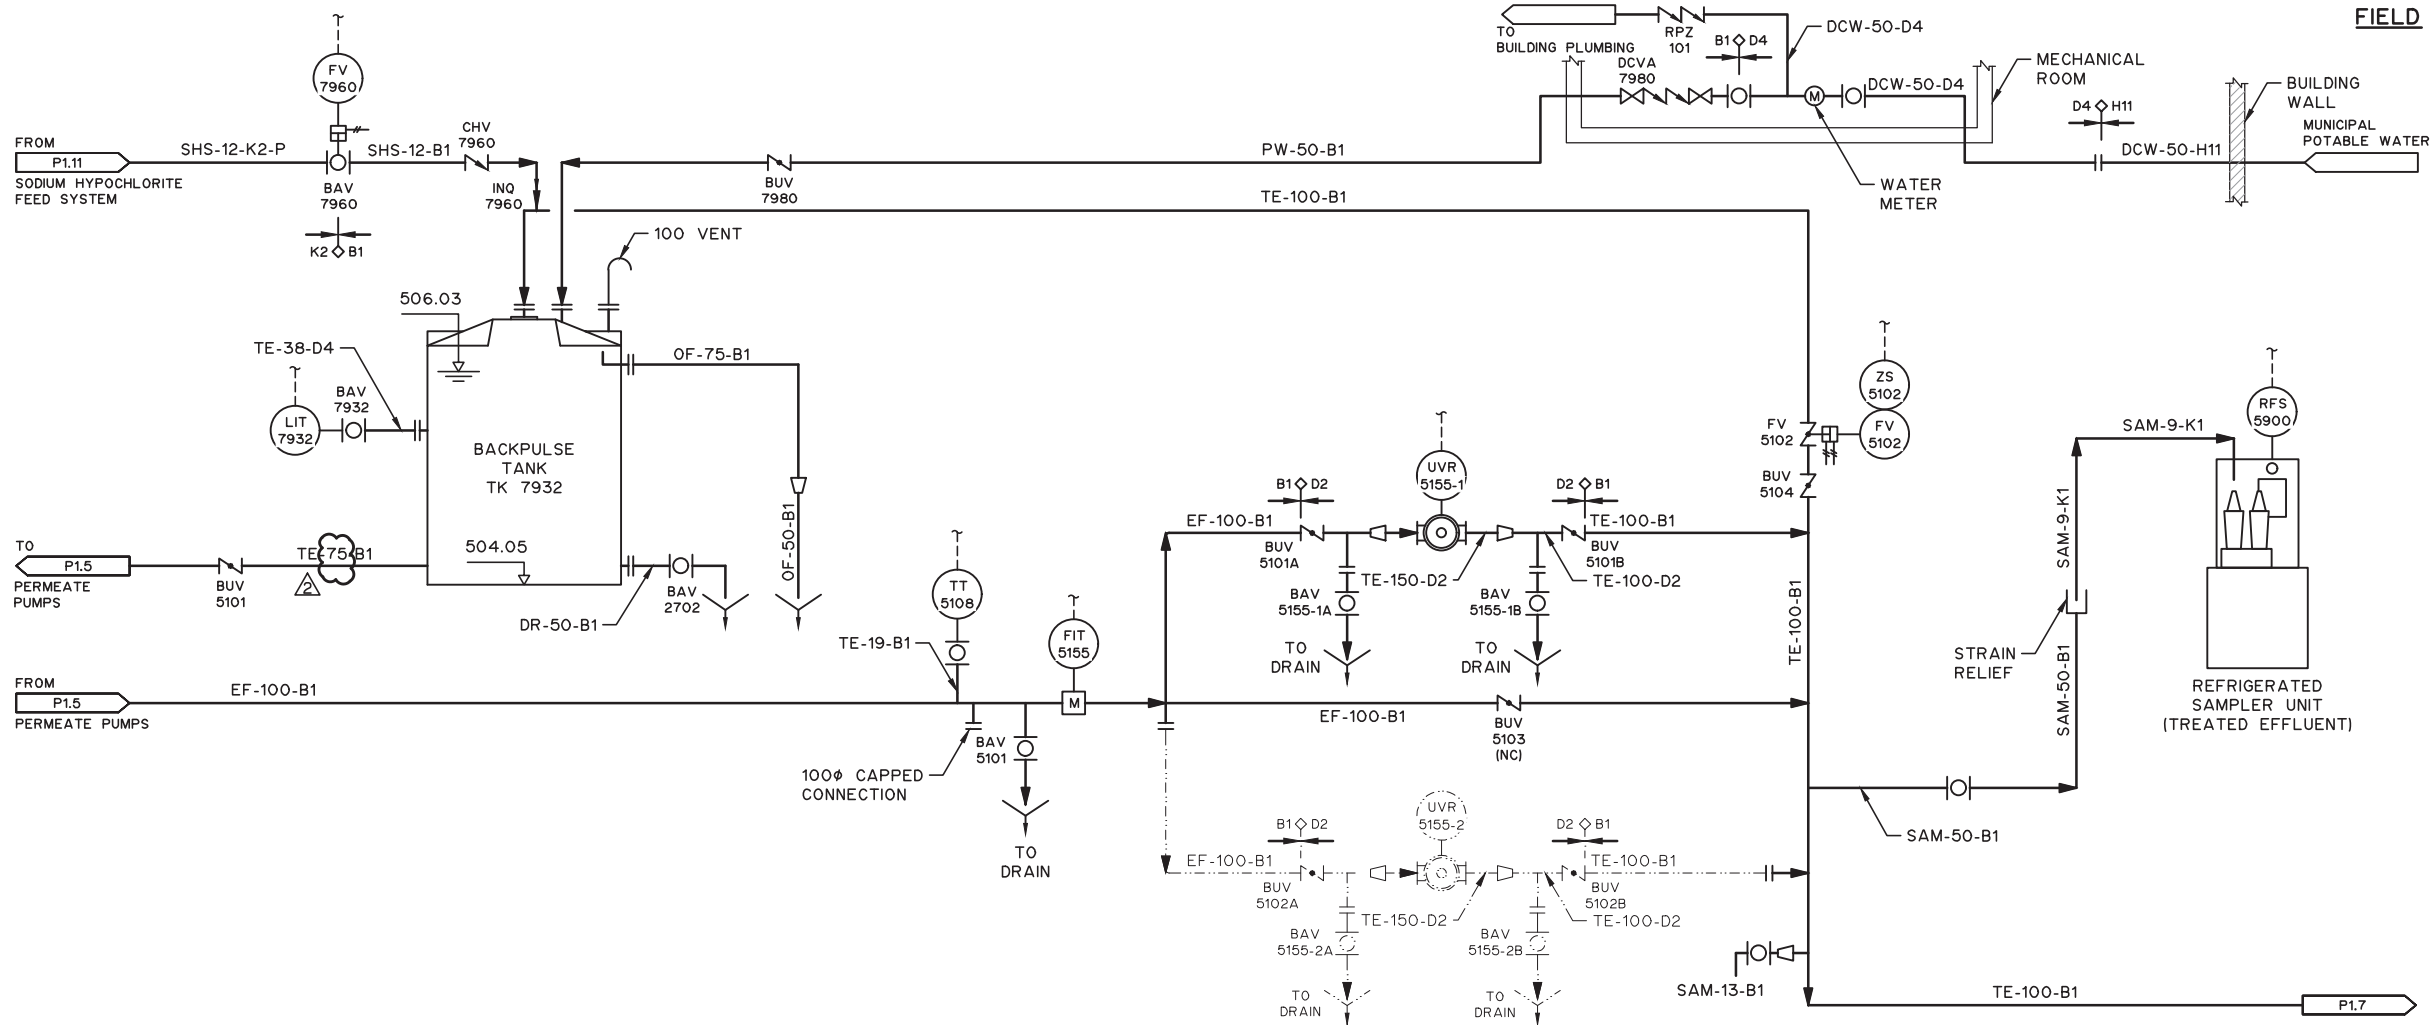 FIELD
TO
BUILDING PLUMBING
RPZ
101
B1 D4
DCW-50-D4
MECHANICAL
ROOM
DCVA
7980
M
DCW-50-D4
BUILDING
WALL
D4 H11
MUNICIPAL
POTABLE WATER
DCW-50-H11
WATER
METER
FV
7960
FROM
P1.11
SODIUM HYPOCHLORITE
FEED SYSTEM
SHS-12-K2-P
SHS-12-B1
CHV
7960
BAV
7960
K2 B1
INQ
7960
BUV
7980
PW-50-B1
TE-100-B1
100 VENT
506.03
TE-38-D4
BAV
7932
LIT
7932
OF-75-B1
BACKPULSE
TANK
TK 7932
OF-50-B1
504.05
TO
P1.5
PERMEATE
PUMPS
BUV
5101
TE-75-B1
2
BAV
2702
DR-50-B1
FROM
P1.5
PERMEATE PUMPS
EF-100-B1
TT
5108
TE-19-B1
FIT
5155
M
100ø CAPPED
CONNECTION
BAV
5101
TO
DRAIN
B1 D2
EF-100-B1
BUV
5101A
UVR
5155-1
D2 B1
TE-100-B1
BUV
5101B
TE-150-D2
TE-100-D2
BAV
5155-1A
BAV
5155-1B
TO
DRAIN
TO
DRAIN
EF-100-B1
BUV
5103
(NC)
B1 D2
EF-100-B1
BUV
5102A
UVR
5155-2
D2 B1
TE-100-B1
BUV
5102B
TE-150-D2
TE-100-D2
BAV
5155-2A
BAV
5155-2B
TO
DRAIN
TO
DRAIN
ZS
5102
FV
5102
FV
5102
BUV
5104
TE-100-B1
SAM-50-B1
SAM-13-B1
TE-100-B1
P1.7
SAM-9-K1
SAM-9-K1
SAM-50-B1
STRAIN
RELIEF
RFS
5900
REFRIGERATED
SAMPLER UNIT
(TREATED EFFLUENT)